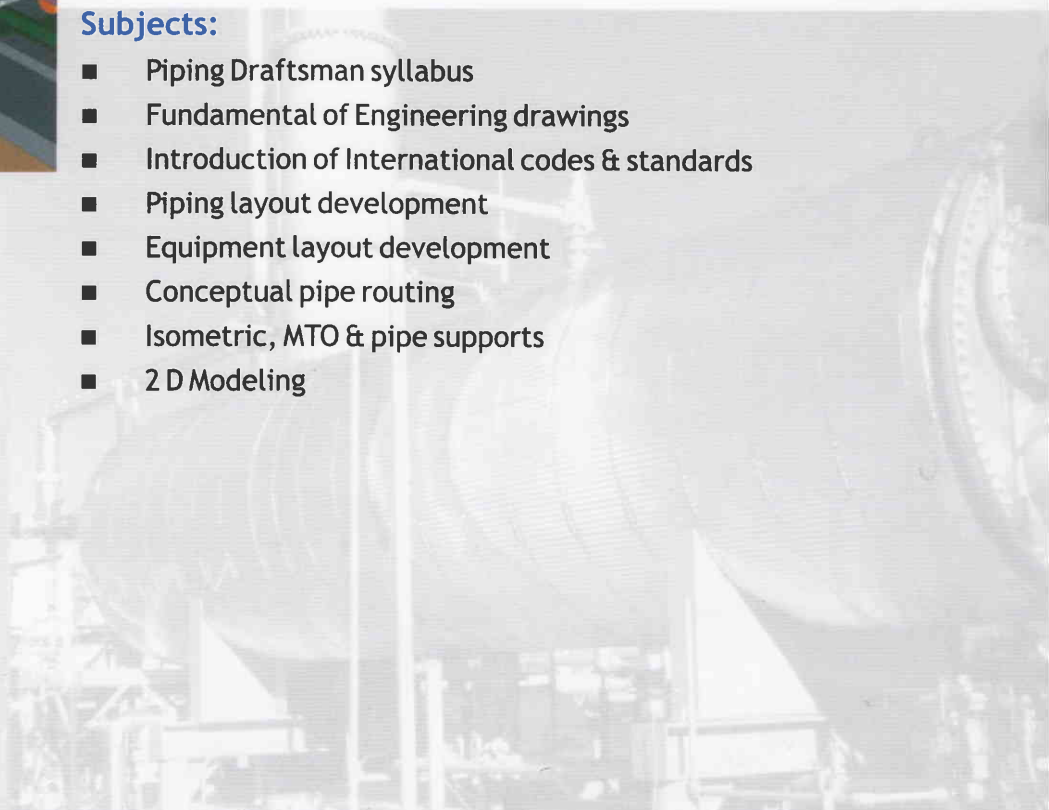 Subjects:
■ Piping Draftsman syllabus
■ Fundamental of Engineering drawings
■ Introduction of International codes & standards
■ Piping layout development
■ Equipment layout development
■ Conceptual pipe routing
■ Isometric, MTO & pipe supports
■ 2 D Modeling